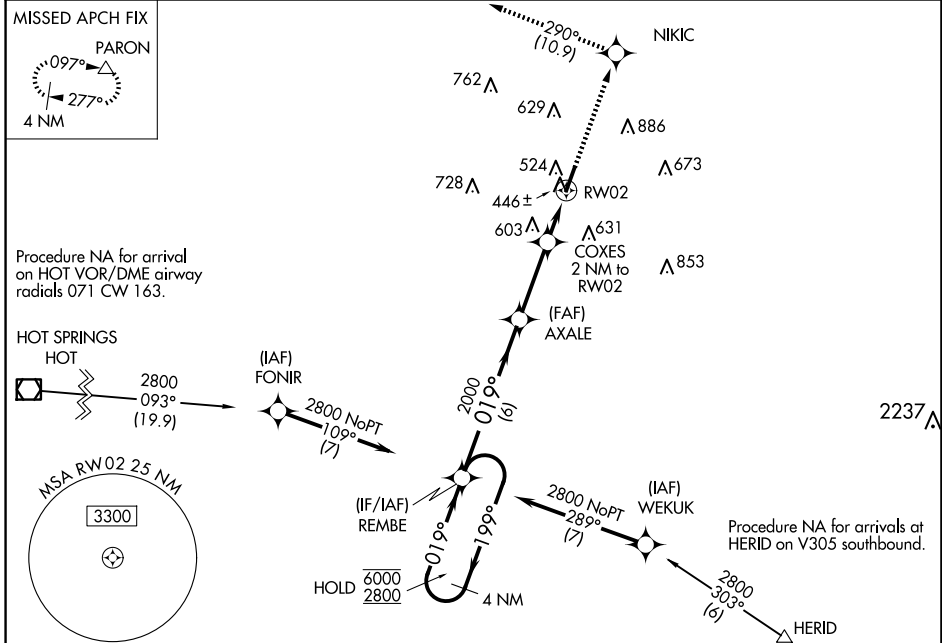 MISSED APCH FIX
PARON
097°
277°
4 NM
290°
(10.9)
NIKIC
762
629
886
524
673
728
446 ±
RW02
603
631
COXES
2 NM to
RW02
853
Procedure NA for arrival
on HOT VOR/DME airway
radials 071 CW 163.
(FAF)
AXALE
HOT SPRINGS
HOT
2800
093°
(19.9)
(IAF)
FONIR
2800 NoPT
109°
(7)
2000
019°
(6)
2237
MSA RW02 25 NM
3300
(IF/IAF)
REMBE
019°
199°
HOLD
6000
2800
4 NM
2800 NoPT
289°
(7)
(IAF)
WEKUK
Procedure NA for arrivals at
HERID on V305 southbound.
2800
303°
(6)
HERID